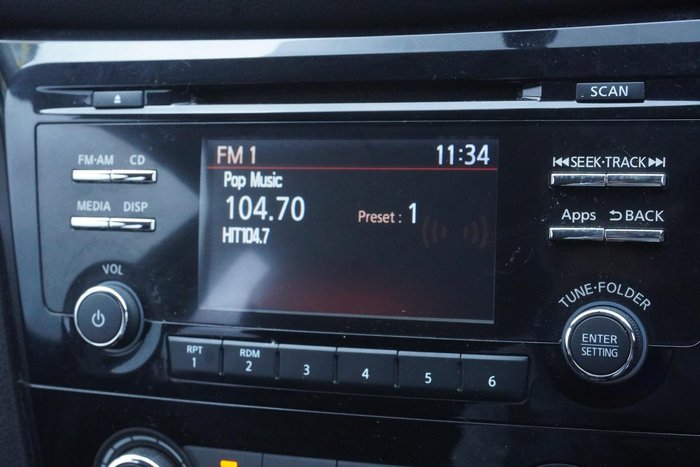 SCAN
FM·AM CD
FM 1 11:34
SEEK·TRACK
Pop Music
104.70
Preset : 1
HIT104.7
MEDIA DISP
Apps BACK
VOL
TUNE·FOLDER
ENTER
SETTING
RPT
1
RDM
2
3
4
5
6